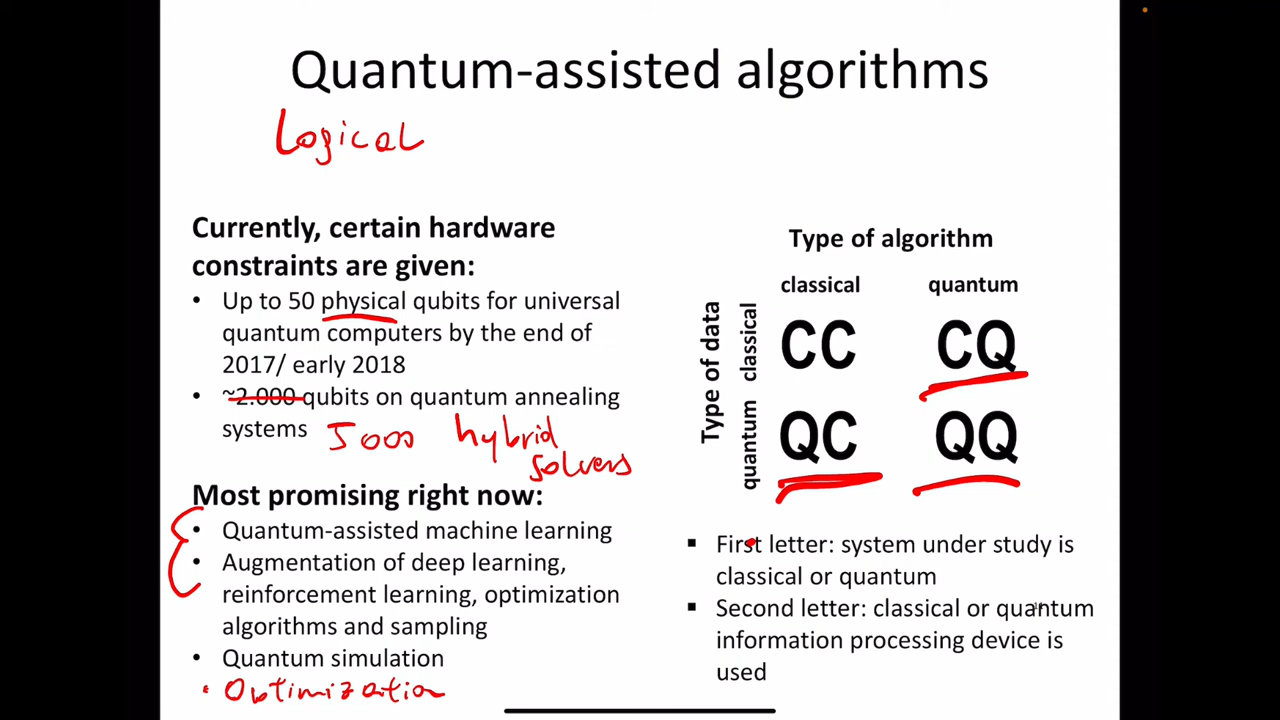 Quantum-assisted algorithms
Logical
Currently, certain hardware
constraints are given:
• Up to 50 physical qubits for universal
quantum computers by the end of
2017/ early 2018
• ~2.000 qubits on quantum annealing
systems 5000 hybrid
solvers
Most promising right now:
• Quantum-assisted machine learning
• Augmentation of deep learning,
reinforcement learning, optimization
algorithms and sampling
• Quantum simulation
• Optimization
Type of algorithm
classical quantum
Type of data
classical
CC CQ
quantum
QC QQ
▪ First letter: system under study is
classical or quantum
▪ Second letter: classical or quantum
information processing device is
used